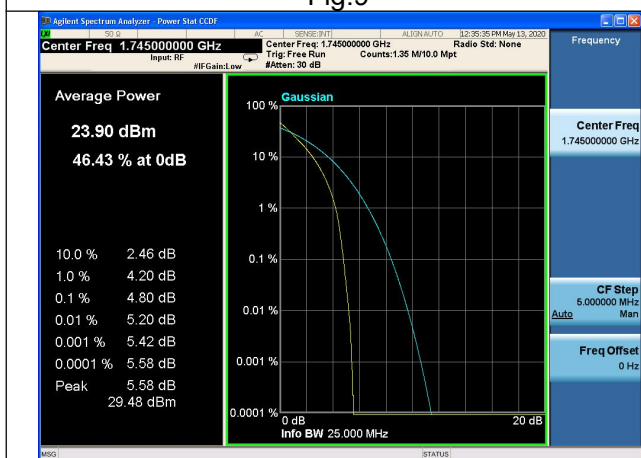 Fig.9
Agilent Spectrum Analyzer - Power Stat CCDF
50 Ω AC SENSE:INT ALIGN AUTO 12:35:35 PM May 13, 2020
Center Freq 1.745000000 GHz
Center Freq: 1.745000000 GHz Radio Std: None
Input: RF Trig: Free Run Counts:1.35 M/10.0 Mpt
#IFGain:Low #Atten: 30 dB
Frequency
Average Power
23.90 dBm
46.43 % at 0dB
10.0 % 2.46 dB
1.0 % 4.20 dB
0.1 % 4.80 dB
0.01 % 5.20 dB
0.001 % 5.42 dB
0.0001 % 5.58 dB
Peak 5.58 dB
29.48 dBm
Gaussian
100 %
10 %
1 %
0.1 %
0.01 %
0.001 %
0.0001 %
0 dB 20 dB
Info BW 25.000 MHz
Center Freq
1.745000000 GHz
CF Step
5.000000 MHz
Auto Man
Freq Offset
0 Hz
MSG STATUS